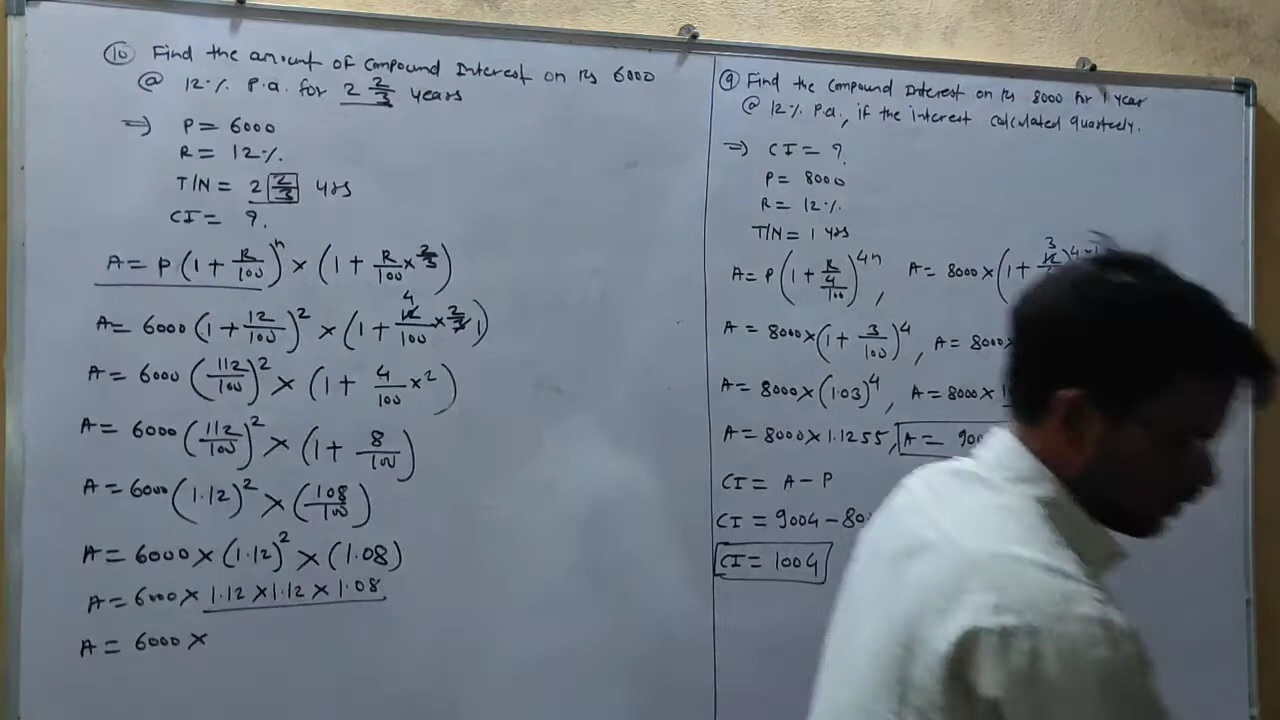 (10) Find the amount of Compound Interest on Rs 6000
@ 12% P.a. for 2 2/3 years
⇒ P = 6000
R = 12%.
T/N = 2 2/3 yrs
CI = ?
A = P(1 + R/100)^n × (1 + R/100 × 2/3)
A = 6000(1 + 12/100)^2 × (1 + 12/100 × 2/3) 4 1
A = 6000(112/100)^2 × (1 + 4/100 × 2)
A = 6000(112/100)^2 × (1 + 8/100)
A = 6000(1.12)^2 × (108/100)
A = 6000 × (1.12)^2 × (1.08)
A = 6000 × 1.12 × 1.12 × 1.08
A = 6000 ×
(9) Find the Compound Interest on Rs 8000 for 1 year
@ 12% P.a., if the interest calculated quarterly.
⇒ CI = ?
P = 8000
R = 12%.
T/N = 1 yrs
A = P(1 + R/4/100)^4n, A = 8000 × (1 + 3 12
A = 8000 × (1 + 3/100)^4, A = 8000 ×
A = 8000 × (1.03)^4, A = 8000 ×
A = 8000 × 1.1255, A =
CI = A - P
CI = 9004 -
CI = 1004